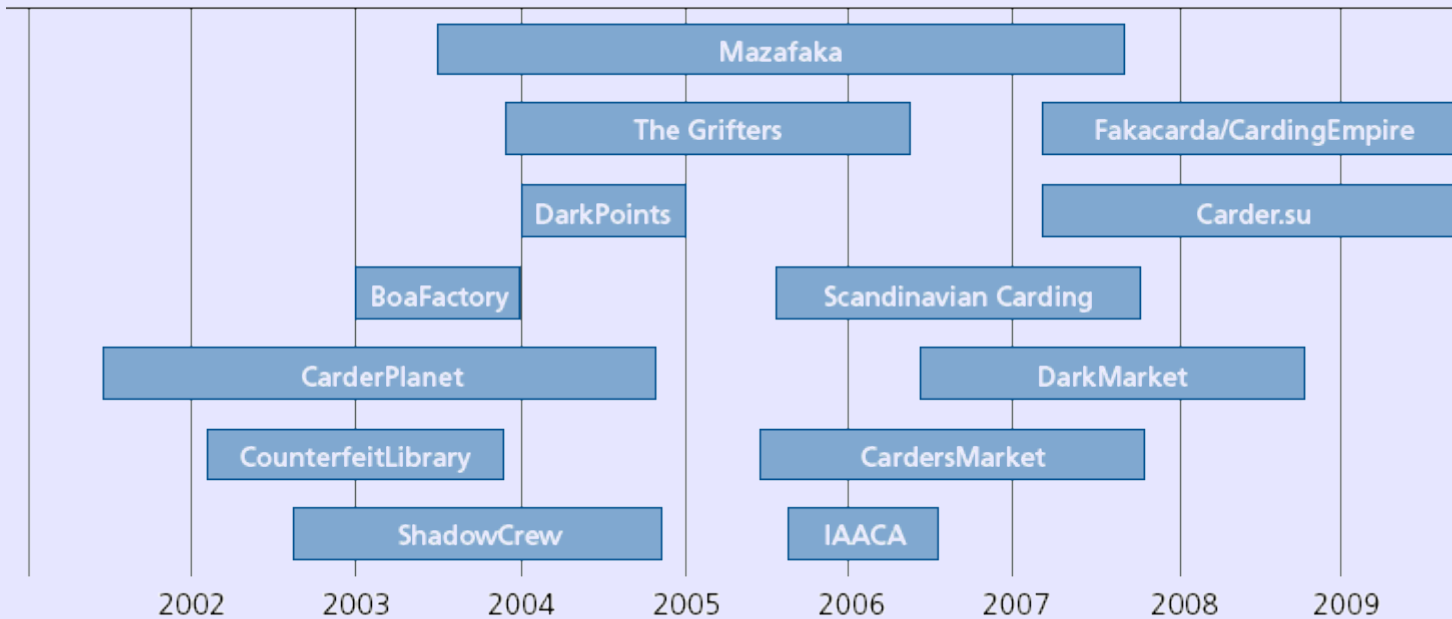 Mazafaka
The Grifters
Fakacarda/CardingEmpire
DarkPoints
Carder.su
BoaFactory
Scandinavian Carding
CarderPlanet
DarkMarket
CounterfeitLibrary
CardersMarket
ShadowCrew
IAACA
2002 2003 2004 2005 2006 2007 2008 2009